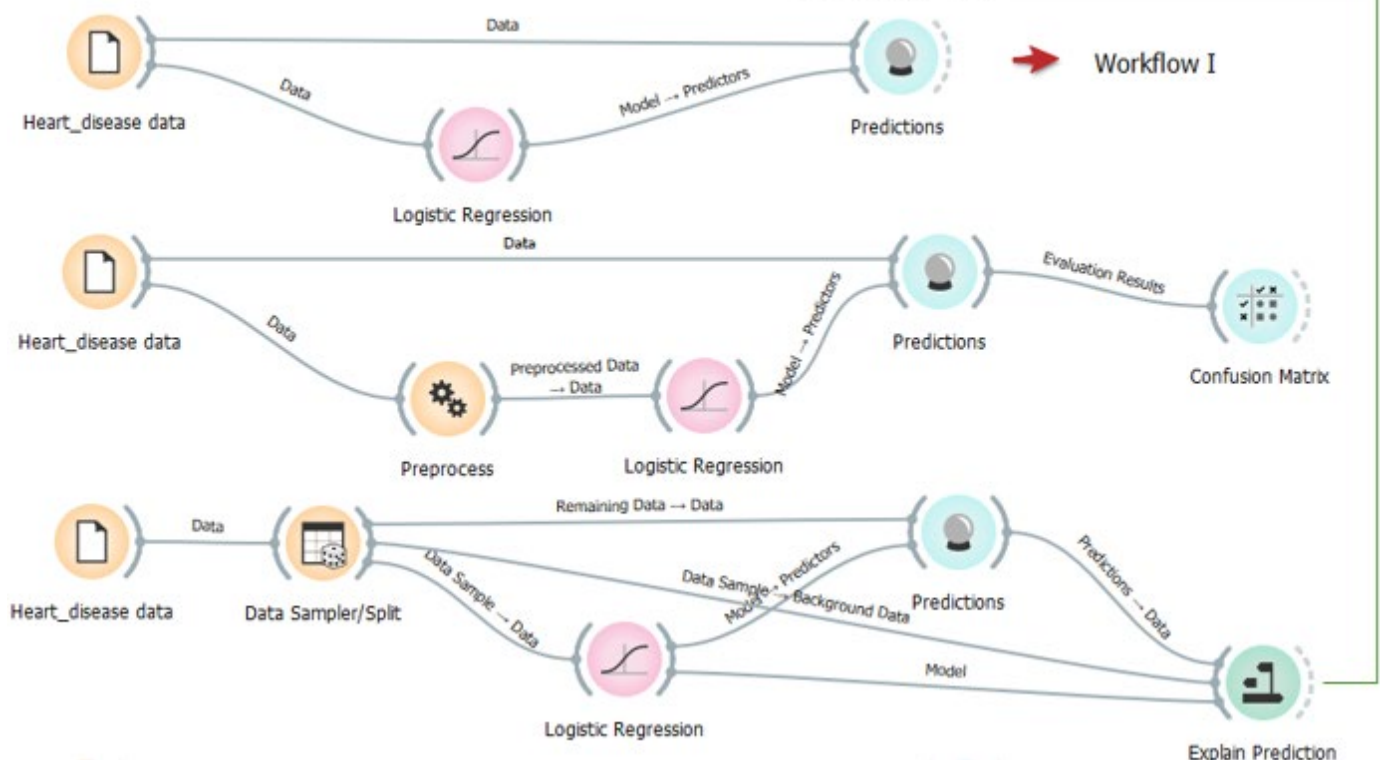 Data
Workflow I
Data
Model → Predictors
Heart_disease data
Predictions
Logistic Regression
Data
Evaluation Results
Data
Model → Predictors
Heart_disease data
Predictions
Preprocessed Data
→ Data
Confusion Matrix
Preprocess
Logistic Regression
Remaining Data → Data
Data
Data Sample → Data
Model → Predictors
Data Sample → Background Data
Predictions → Data
Heart_disease data
Data Sampler/Split
Predictions
Model
Logistic Regression
Explain Prediction